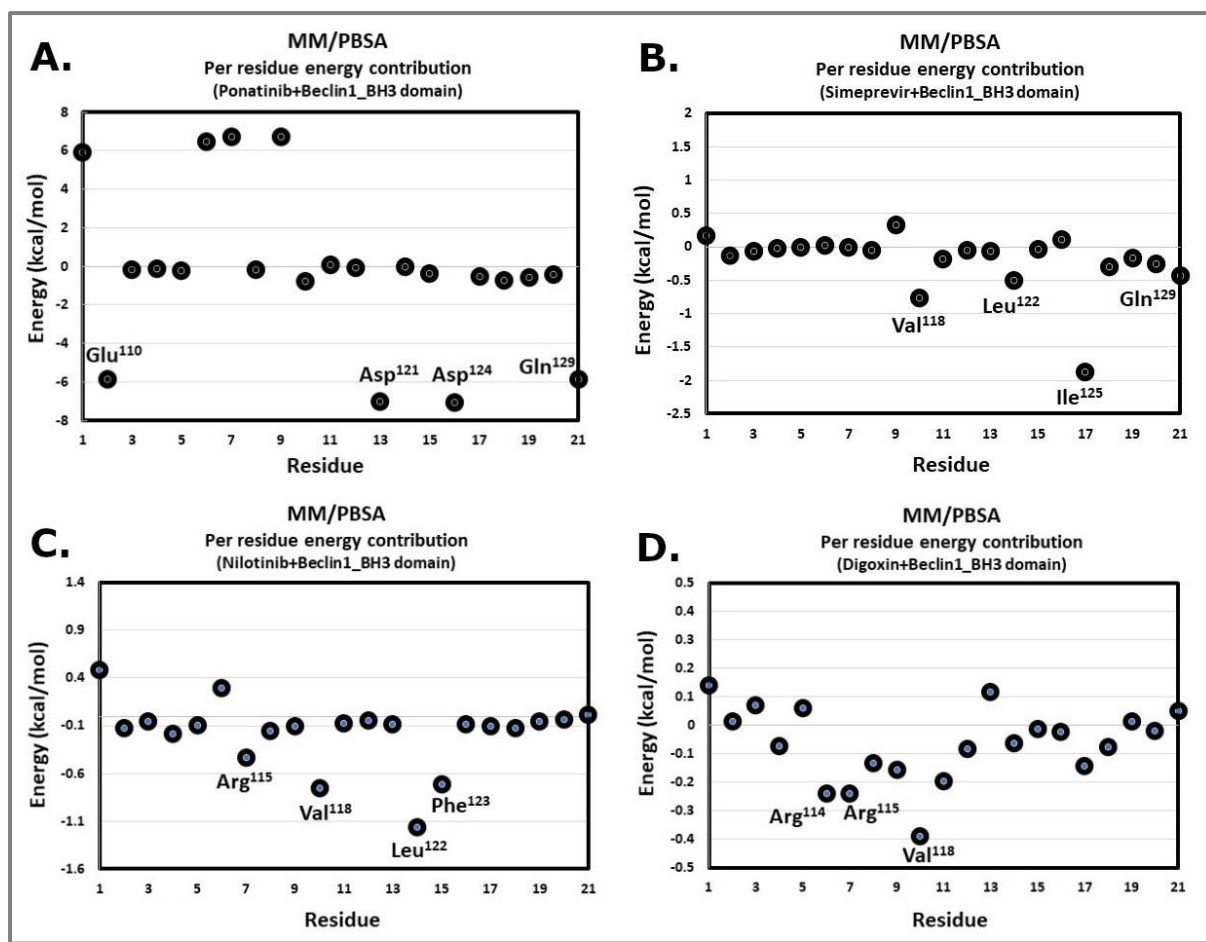 A.
MM/PBSA
Per residue energy contribution
(Ponatinib+Beclin1_BH3 domain)
Energy (kcal/mol)
8
6
4
2
0
-2
-4
-6
-8
Glu110
Asp121
Asp124
Gln129
1 3 5 7 9 11 13 15 17 19 21
Residue
B.
MM/PBSA
Per residue energy contribution
(Simeprevir+Beclin1_BH3 domain)
Energy (kcal/mol)
2
1.5
1
0.5
0
-0.5
-1
-1.5
-2
-2.5
Val118
Leu122
Gln129
Ile125
1 3 5 7 9 11 13 15 17 19 21
Residue
C.
MM/PBSA
Per residue energy contribution
(Nilotinib+Beclin1_BH3 domain)
Energy (kcal/mol)
1.4
0.9
0.4
-0.1
-0.6
-1.1
-1.6
Arg115
Val118
Phe123
Leu122
1 3 5 7 9 11 13 15 17 19 21
Residue
D.
MM/PBSA
Per residue energy contribution
(Digoxin+Beclin1_BH3 domain)
Energy (kcal/mol)
0.5
0.4
0.3
0.2
0.1
0
-0.1
-0.2
-0.3
-0.4
-0.5
Arg114
Arg115
Val118
1 3 5 7 9 11 13 15 17 19 21
Residue